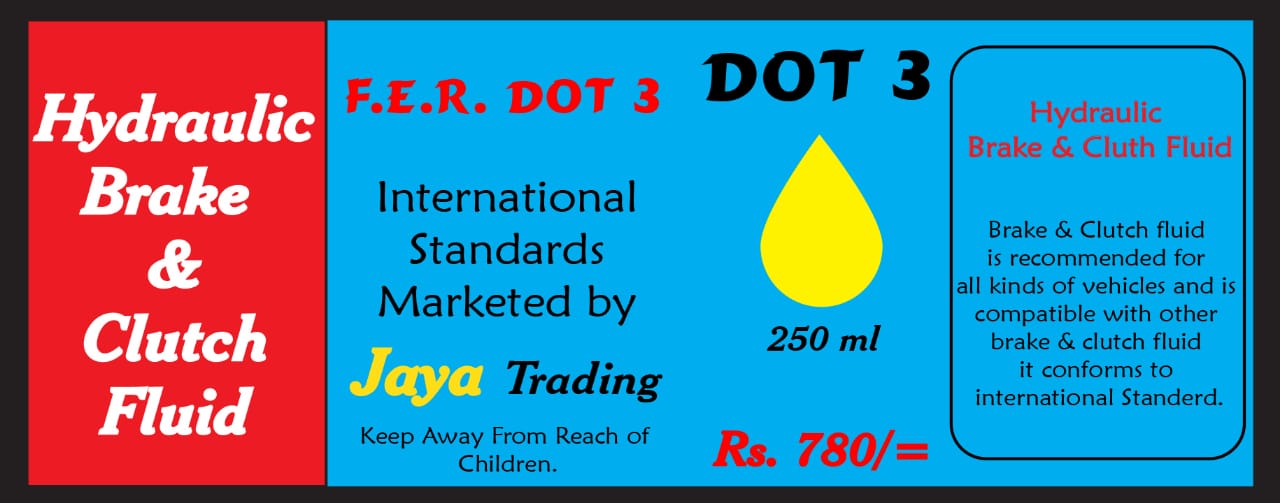 Hydraulic
Brake
&
Clutch
Fluid
F.E.R. DOT 3
International
Standards
Marketed by
Jaya Trading
Keep Away From Reach of
Children.
DOT 3
250 ml
Rs. 780/=
Hydraulic
Brake & Cluth Fluid
Brake & Clutch fluid
is recommended for
all kinds of vehicles and is
compatible with other
brake & clutch fluid
it conforms to
international Standerd.